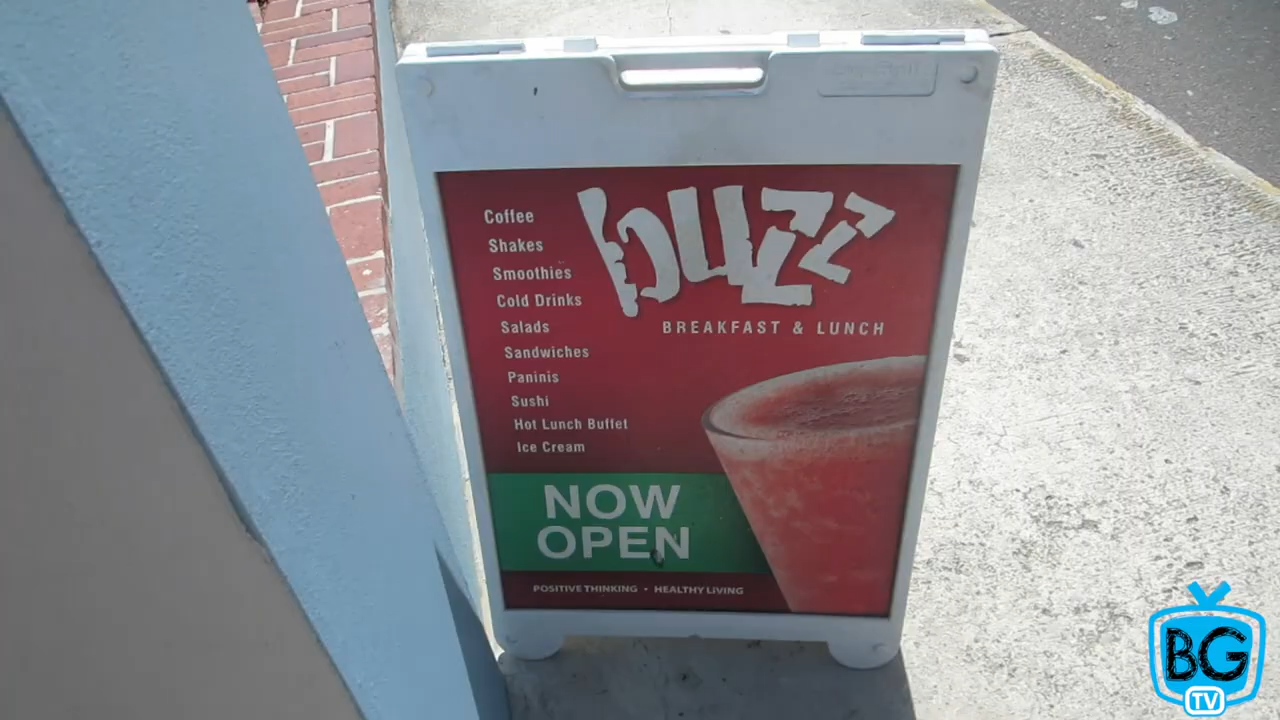 buzz
BREAKFAST & LUNCH
Coffee
Shakes
Smoothies
Cold Drinks
Salads
Sandwiches
Paninis
Sushi
Hot Lunch Buffet
Ice Cream
NOW
OPEN
POSITIVE THINKING • HEALTHY LIVING
BG
TV